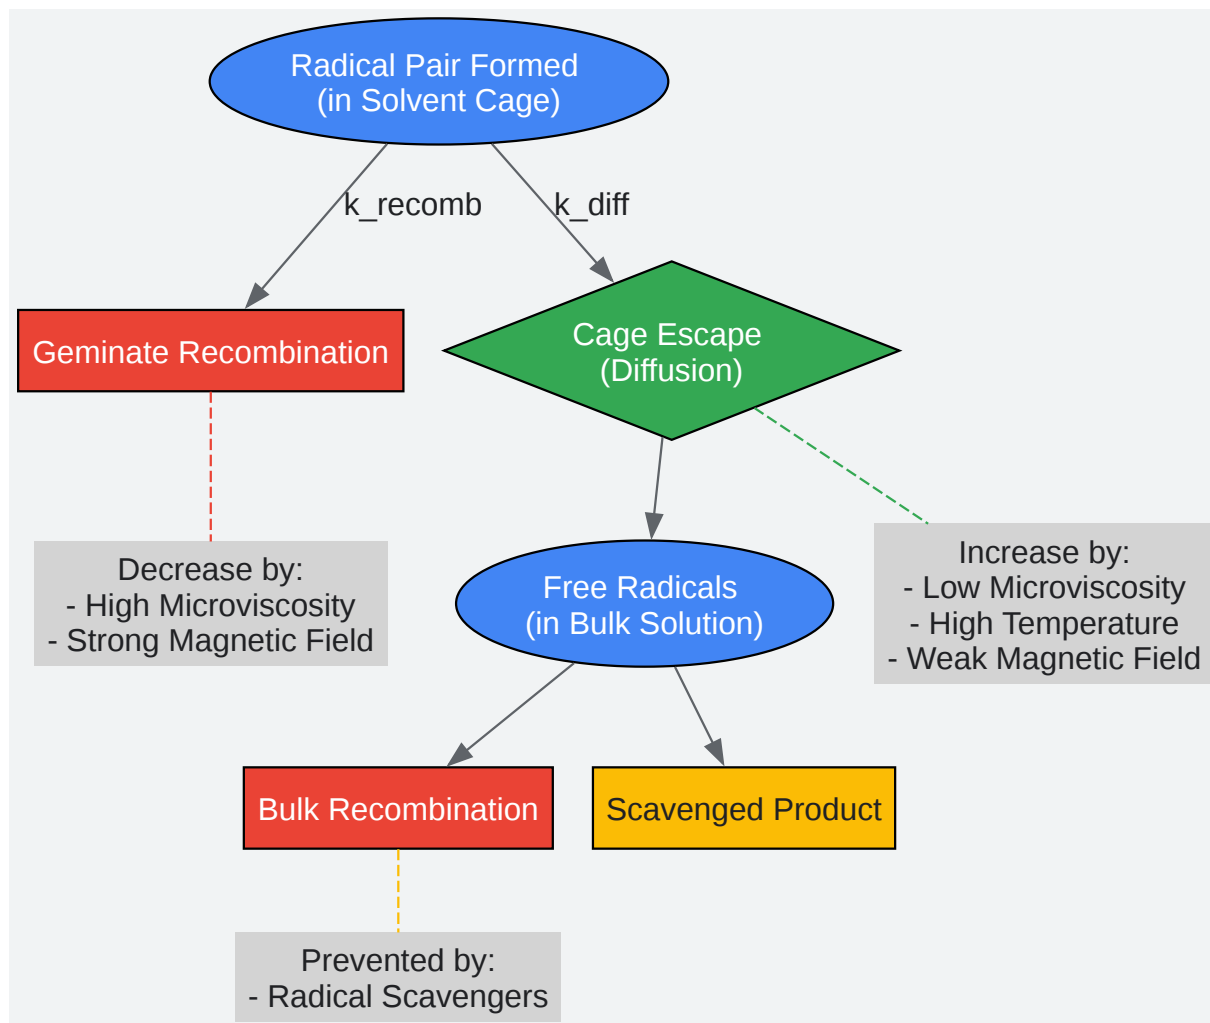 Radical Pair Formed
(in Solvent Cage)
k_recomb
k_diff
Geminate Recombination
Cage Escape
(Diffusion)
Decrease by:
- High Microviscosity
- Strong Magnetic Field
Increase by:
- Low Microviscosity
- High Temperature
- Weak Magnetic Field
Free Radicals
(in Bulk Solution)
Bulk Recombination
Scavenged Product
Prevented by:
- Radical Scavengers